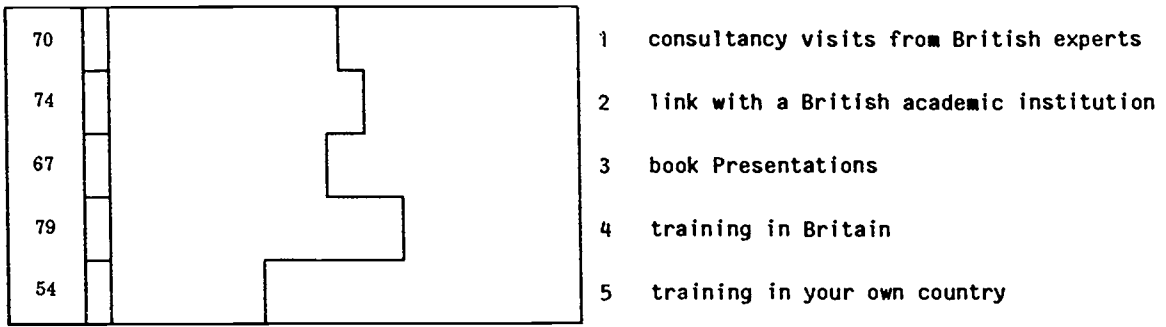 70 1 consultancy visits from British experts
74 2 link with a British academic institution
67 3 book Presentations
79 4 training in Britain
54 5 training in your own country